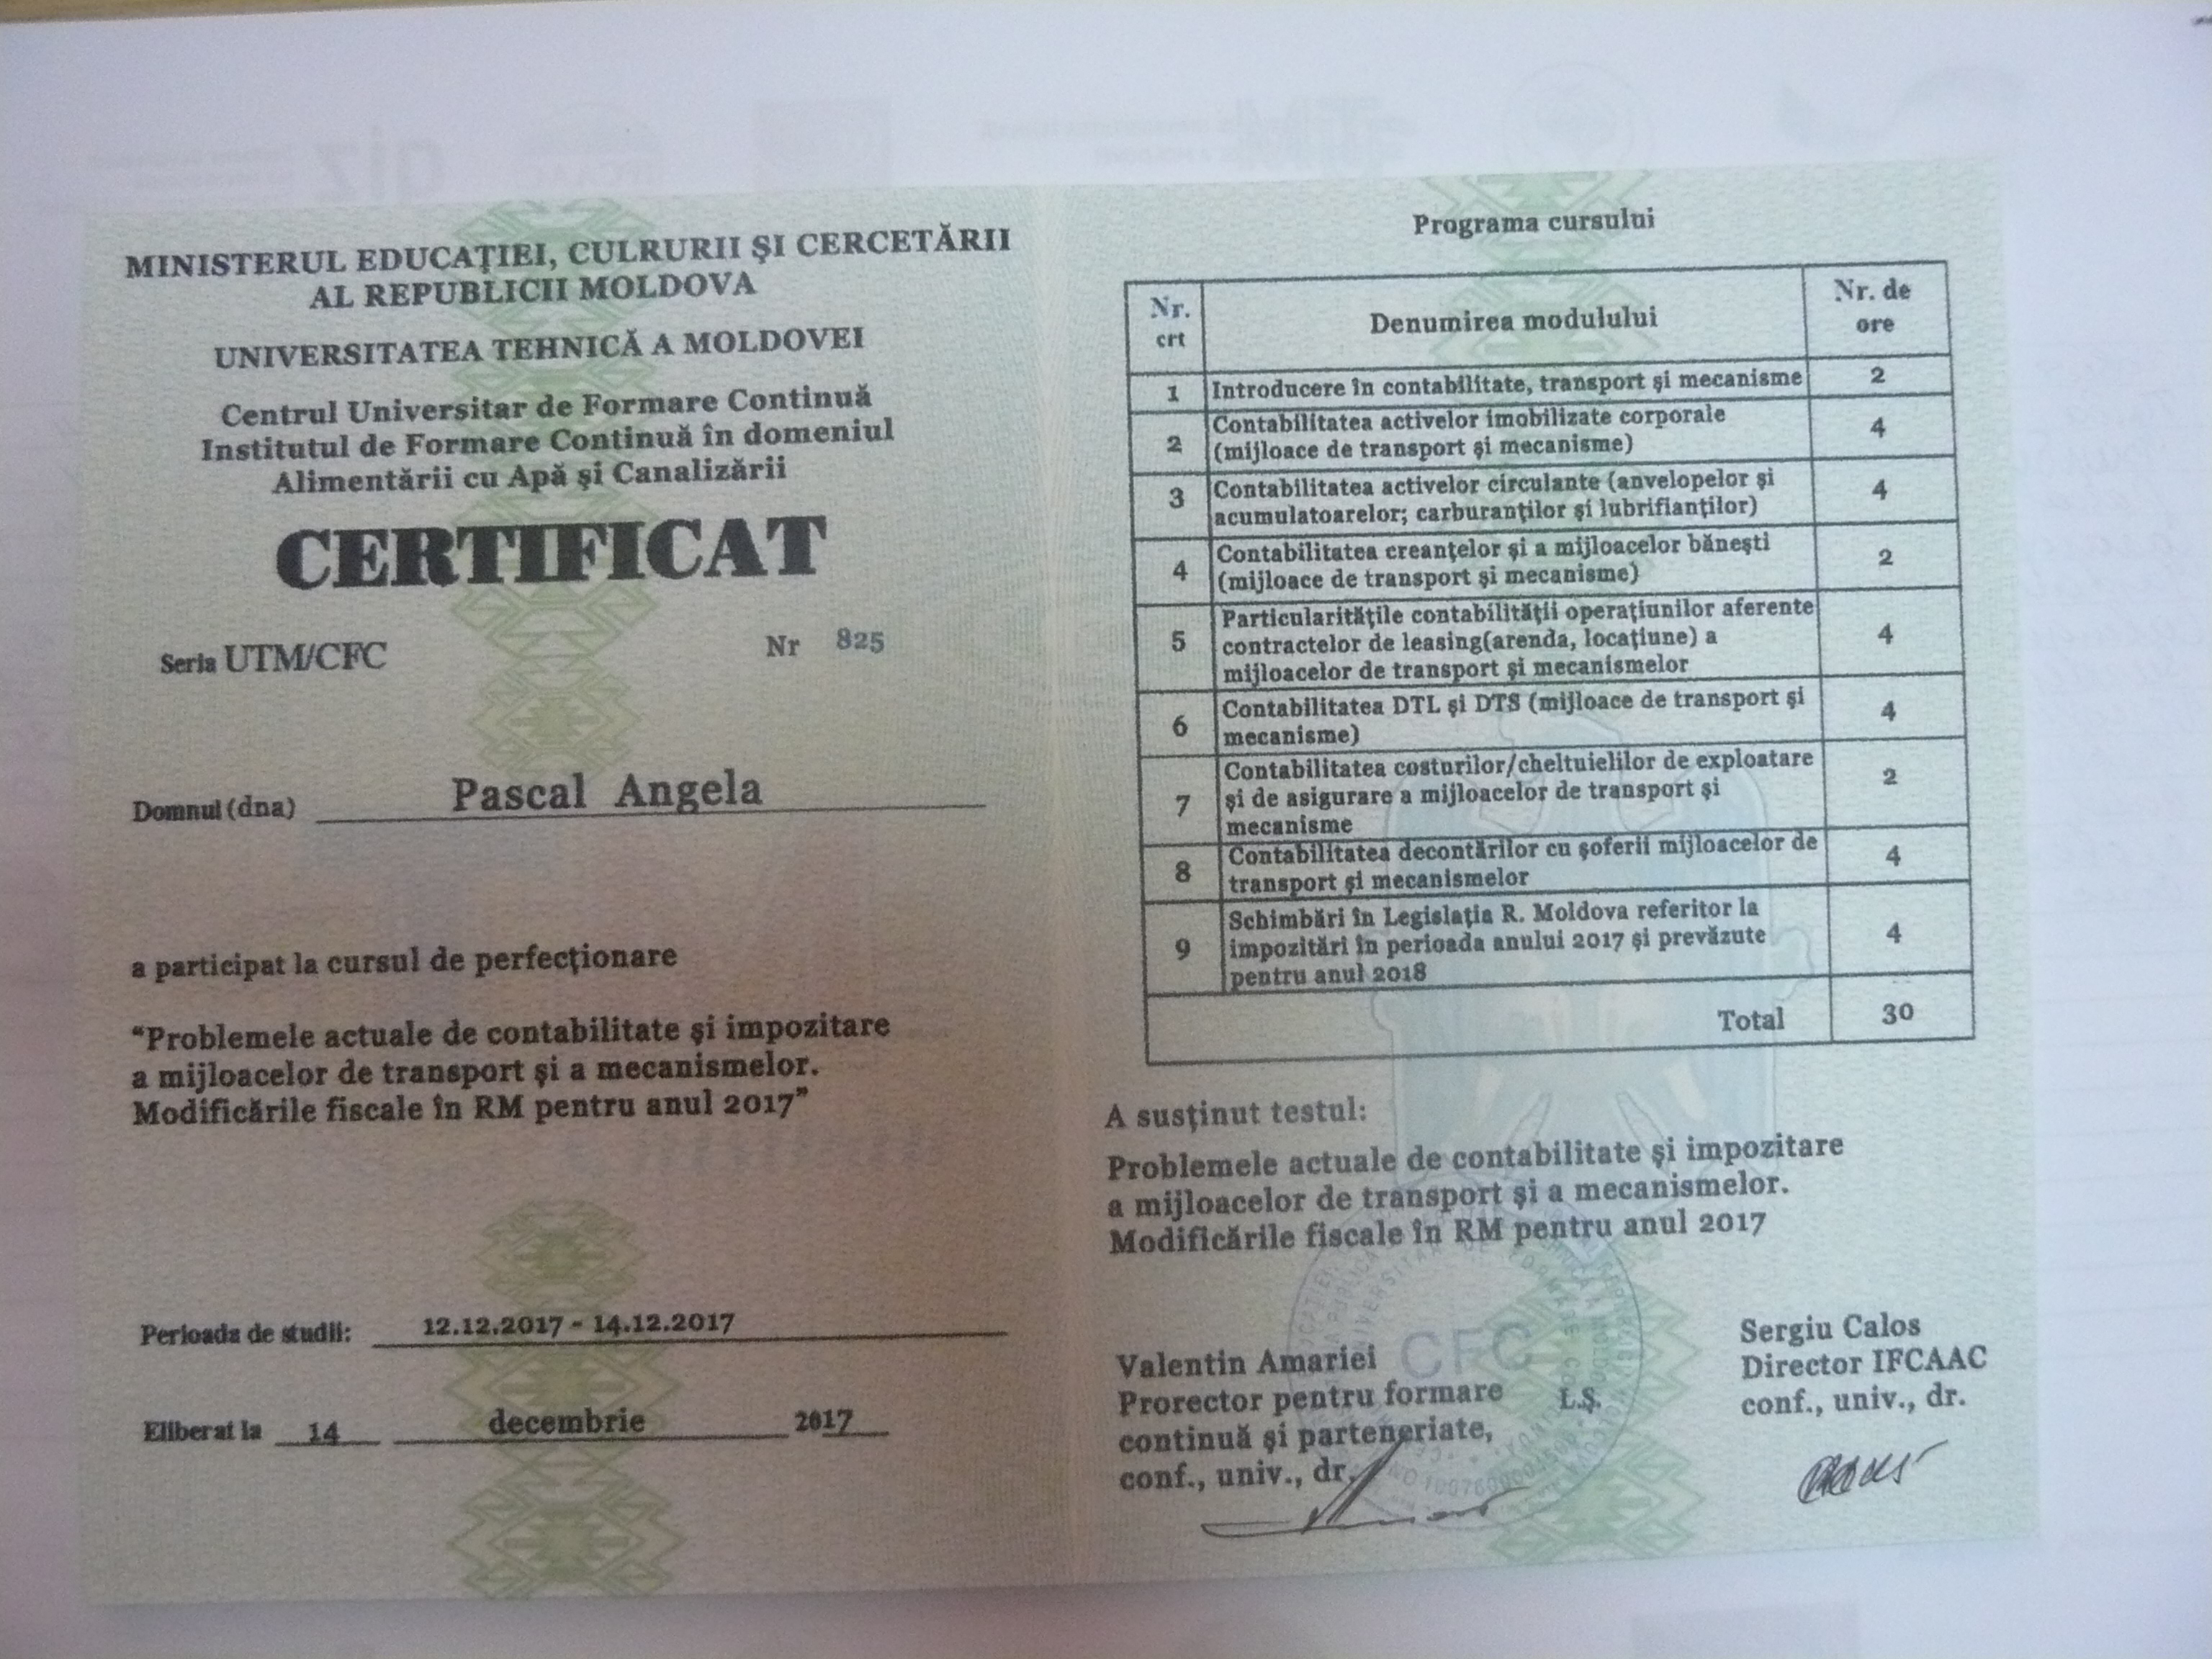 MINISTERUL EDUCAŢIEI, CULRURII ŞI CERCETĂRII
AL REPUBLICII MOLDOVA
UNIVERSITATEA TEHNICĂ A MOLDOVEI
Centrul Universitar de Formare Continuă
Institutul de Formare Continuă în domeniul
Alimentării cu Apă şi Canalizării
CERTIFICAT
Seria UTM/CFC Nr 825
Domnul (dna) Pascal Angela
a participat la cursul de perfecţionare
“Problemele actuale de contabilitate şi impozitare
a mijloacelor de transport şi a mecanismelor.
Modificările fiscale în RM pentru anul 2017”
Perioada de studii: 12.12.2017 - 14.12.2017
Eliberat la 14 decembrie 2017
Programa cursului
Nr. crt Denumirea modulului Nr. de ore
1 Introducere în contabilitate, transport şi mecanisme 2
2 Contabilitatea activelor imobilizate corporale
(mijloace de transport şi mecanisme) 4
3 Contabilitatea activelor circulante (anvelopelor şi
acumulatoarelor; carburanţilor şi lubrifianţilor) 4
4 Contabilitatea creanţelor şi a mijloacelor băneşti
(mijloace de transport şi mecanisme) 2
5 Particularităţile contabilităţii operaţiunilor aferente
contractelor de leasing(arenda, locaţiune) a
mijloacelor de transport şi mecanismelor 4
6 Contabilitatea DTL şi DTS (mijloace de transport şi
mecanisme) 4
7 Contabilitatea costurilor/cheltuielilor de exploatare
şi de asigurare a mijloacelor de transport şi
mecanisme 2
8 Contabilitatea decontărilor cu şoferii mijloacelor de
transport şi mecanismelor 4
9 Schimbări în Legislaţia R. Moldova referitor la
impozitări în perioada anului 2017 şi prevăzute
pentru anul 2018 4
Total 30
A susţinut testul:
Problemele actuale de contabilitate şi impozitare
a mijloacelor de transport şi a mecanismelor.
Modificările fiscale în RM pentru anul 2017
Valentin Amariei
Prorector pentru formare
continuă şi parteneriate,
conf., univ., dr.
CFC
L.Ş.
Sergiu Calos
Director IFCAAC
conf., univ., dr.
giz